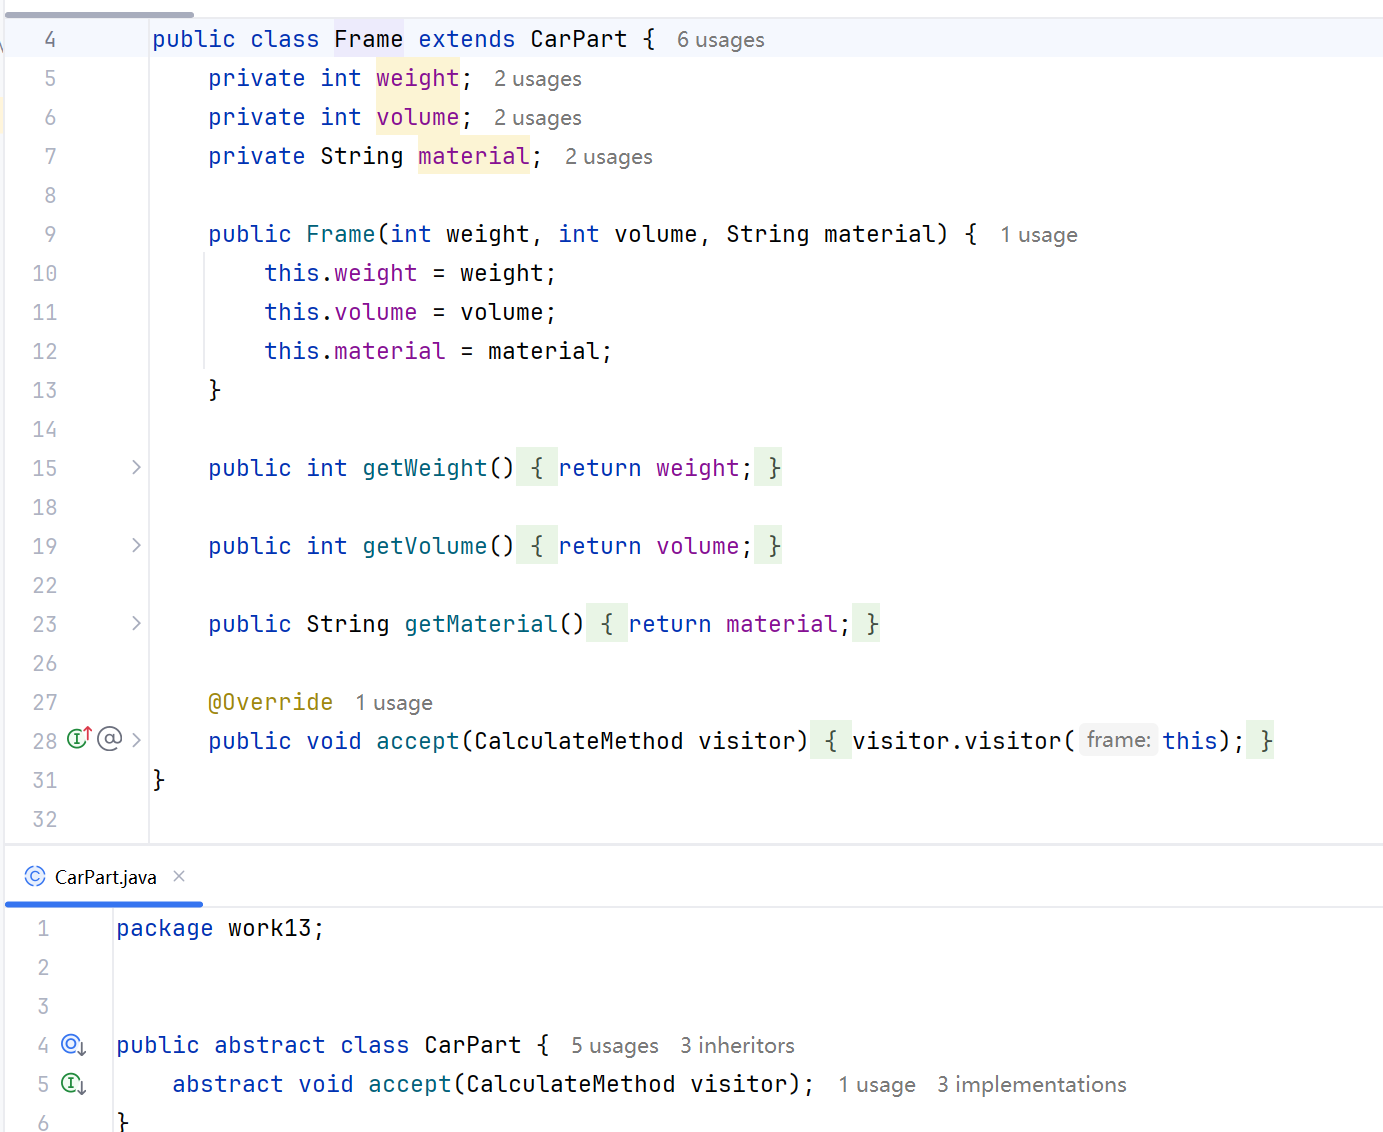 4 public class Frame extends CarPart { 6 usages
5 private int weight; 2 usages
6 private int volume; 2 usages
7 private String material; 2 usages
8
9 public Frame(int weight, int volume, String material) { 1 usage
10 this.weight = weight;
11 this.volume = volume;
12 this.material = material;
13 }
14
15 public int getWeight() { return weight; }
18
19 public int getVolume() { return volume; }
22
23 public String getMaterial() { return material; }
26
27 @Override 1 usage
28 public void accept(CalculateMethod visitor) { visitor.visitor( frame: this); }
31 }
32
CarPart.java
1 package work13;
2
3
4 public abstract class CarPart { 5 usages 3 inheritors
5 abstract void accept(CalculateMethod visitor); 1 usage 3 implementations
6 }